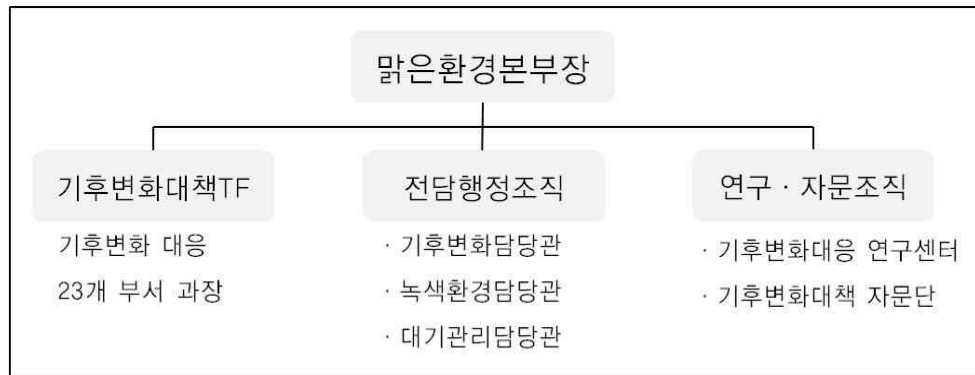 맑은환경본부장
기후변화대책TF
기후변화 대응
23개 부서 과장
전담행정조직
· 기후변화담당관
· 녹색환경담당관
· 대기관리담당관
연구 · 자문조직
· 기후변화대응 연구센터
· 기후변화대책 자문단